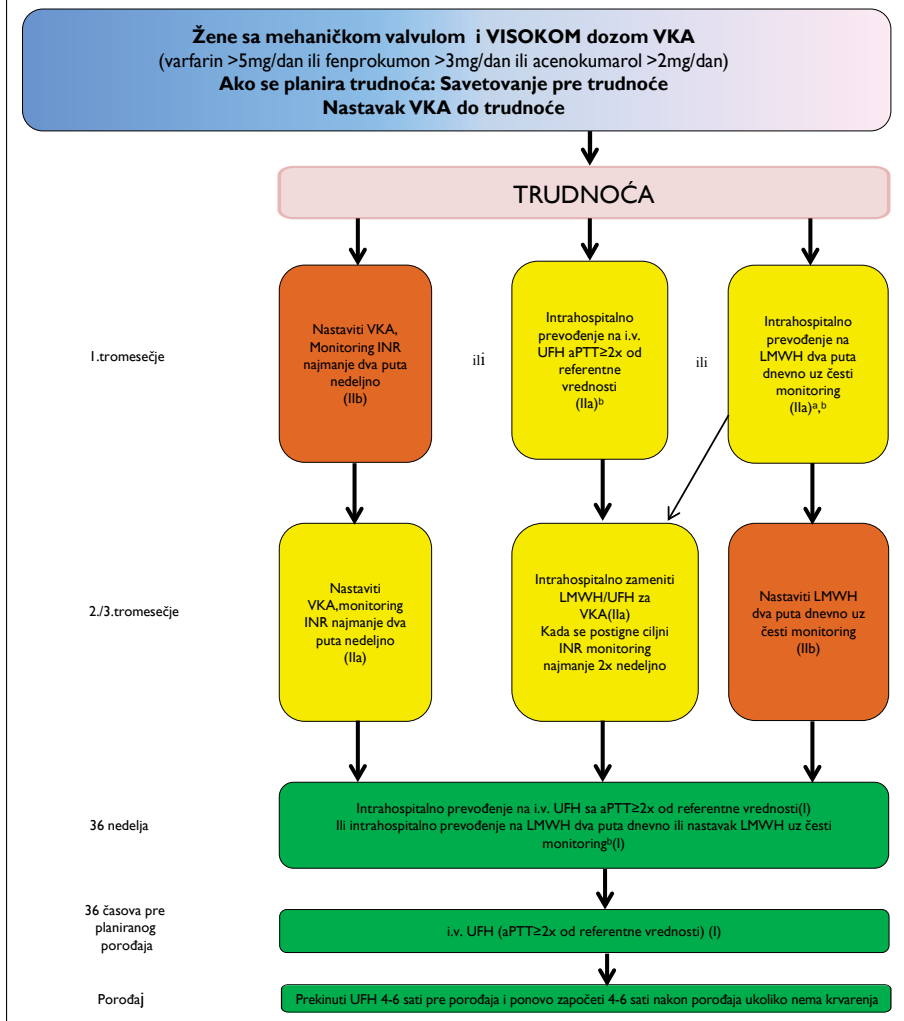 Žene sa mehaničkom valvulom i VISOKOM dozom VKA
(varfarin >5mg/dan ili fenprokumon >3mg/dan ili acenokumarol >2mg/dan)
Ako se planira trudnoća: Savetovanje pre trudnoće
Nastavak VKA do trudnoće
TRUDNOĆA
1.tromesečje
Nastaviti VKA,
Monitoring INR
najmanje dva puta
nedeljno
(IIb)
ili
Intrahospitalno
prevođenje na i.v.
UFH aPTT≥2x od
referentne
vrednosti
(IIa)ᵇ
ili
Intrahospitalno
prevođenje na
LMWH dva puta
dnevno uz česti
monitoring
(IIa)ᵃ,ᵇ
2./3.tromesečje
Nastaviti
VKA,monitoring
INR najmanje dva
puta nedeljno
(IIa)
Intrahospitalno zameniti
LMWH/UFH za
VKA(IIa)
Kada se postigne ciljni
INR monitoring
najmanje 2x nedeljno
Nastaviti LMWH
dva puta dnevno uz
česti monitoring
(IIb)
36 nedelja
Intrahospitalno prevođenje na i.v. UFH sa aPTT≥2x od referentne vrednosti(I)
Ili intrahospitalno prevođenje na LMWH dva puta dnevno ili nastavak LMWH uz česti
monitoringᵇ(I)
36 časova pre
planiranog
porođaja
i.v. UFH (aPTT≥2x od referentne vrednosti) (I)
Porođaj
Prekinuti UFH 4-6 sati pre porođaja i ponovo započeti 4-6 sati nakon porođaja ukoliko nema krvarenja